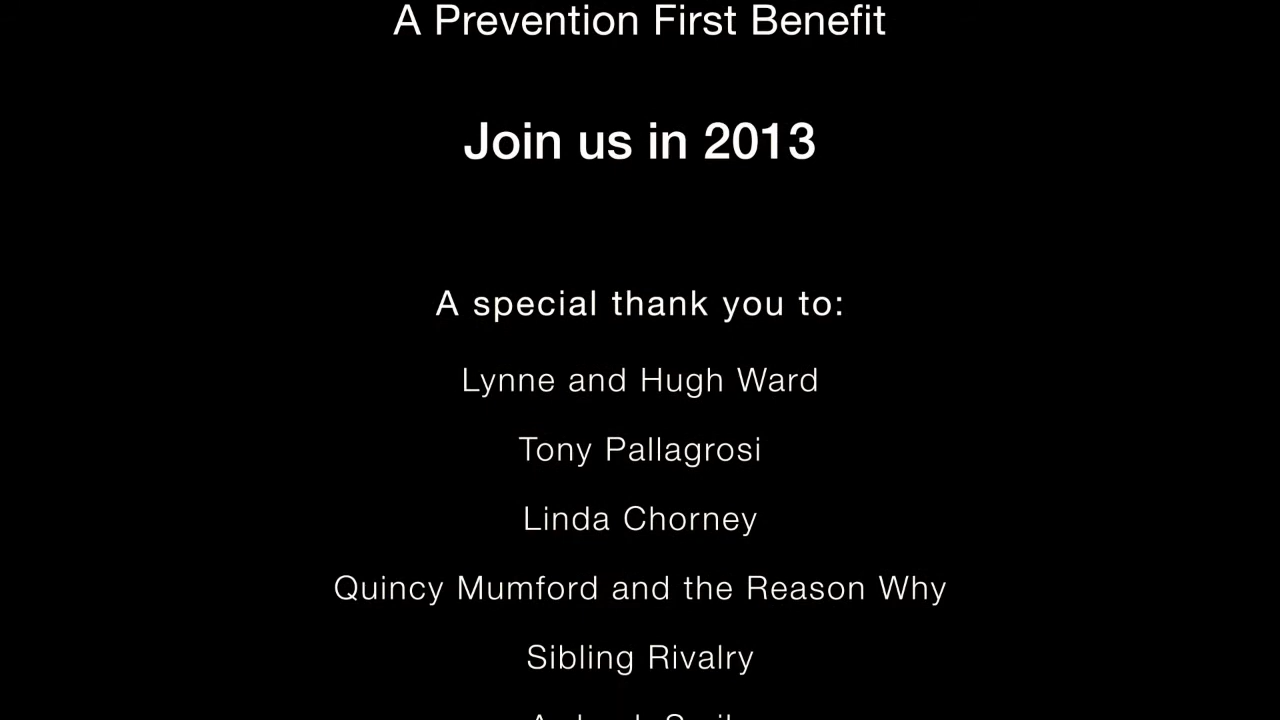 A Prevention First Benefit
Join us in 2013
A special thank you to:
Lynne and Hugh Ward
Tony Pallagrosi
Linda Chorney
Quincy Mumford and the Reason Why
Sibling Rivalry